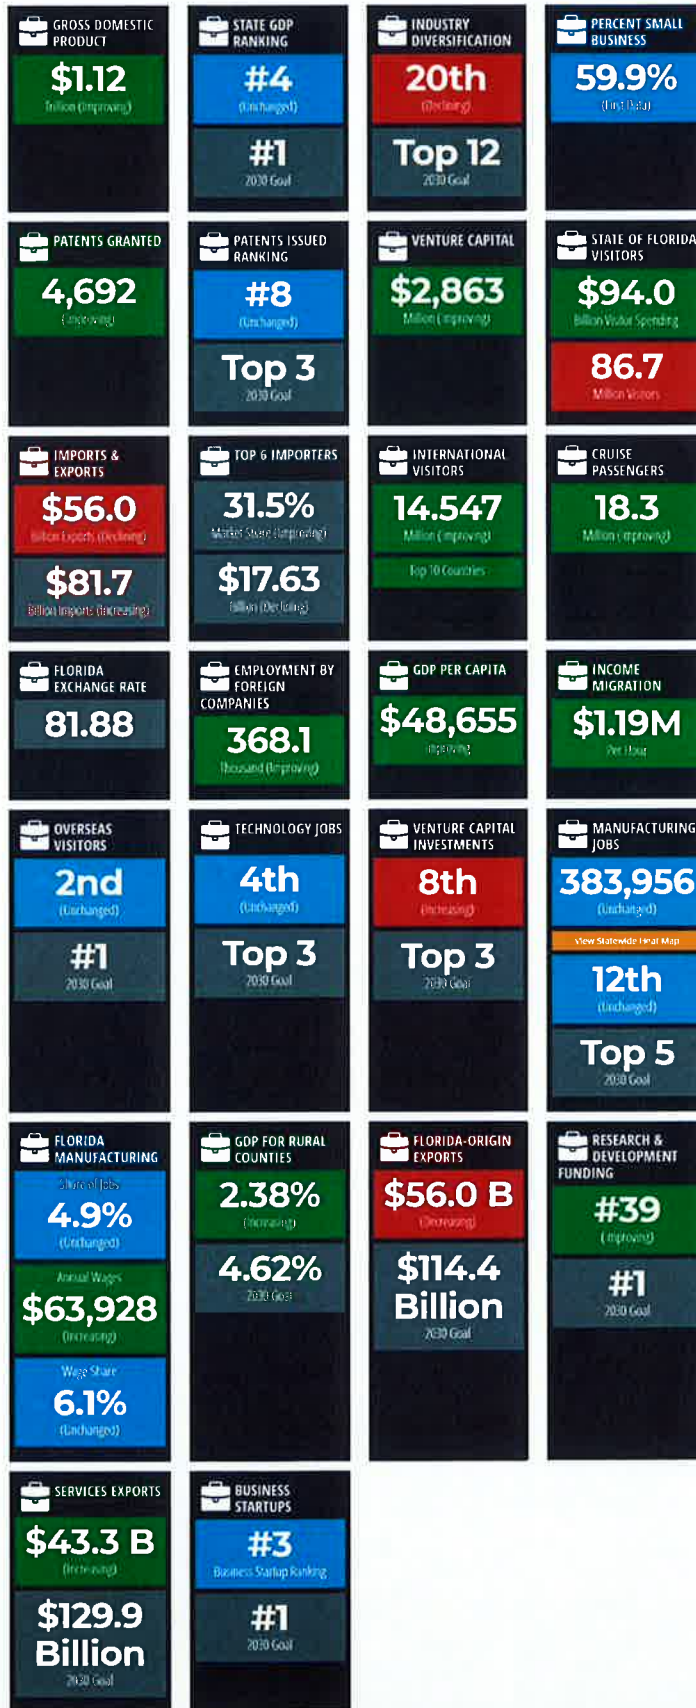 GROSS DOMESTIC
PRODUCT
$1.12
Trillion (Improving)
STATE GDP
RANKING
#4
(Unchanged)
#1
2030 Goal
INDUSTRY
DIVERSIFICATION
20th
(Declining)
Top 12
2030 Goal
PERCENT SMALL
BUSINESS
59.9%
(First Data)
PATENTS GRANTED
4,692
(Improving)
PATENTS ISSUED
RANKING
#8
(Unchanged)
Top 3
2030 Goal
VENTURE CAPITAL
$2,863
Million (Improving)
STATE OF FLORIDA
VISITORS
$94.0
Billion Visitor Spending
86.7
Million Visitors
IMPORTS &
EXPORTS
$56.0
Billion Exports (Declining)
$81.7
Billion Imports (Increasing)
TOP 6 IMPORTERS
31.5%
Market Share (Improving)
$17.63
Billion (Declining)
INTERNATIONAL
VISITORS
14.547
Million (Improving)
Top 10 Countries
CRUISE
PASSENGERS
18.3
Million (Improving)
FLORIDA
EXCHANGE RATE
81.88
EMPLOYMENT BY
FOREIGN
COMPANIES
368.1
Thousand (Improving)
GDP PER CAPITA
$48,655
Improving
INCOME
MIGRATION
$1.19M
Per Hour
OVERSEAS
VISITORS
2nd
(Unchanged)
#1
2030 Goal
TECHNOLOGY JOBS
4th
(Unchanged)
Top 3
2030 Goal
VENTURE CAPITAL
INVESTMENTS
8th
(Increasing)
Top 3
2030 Goal
MANUFACTURING
JOBS
383,956
(Unchanged)
View Statewide Heat Map
12th
(Unchanged)
Top 5
2030 Goal
FLORIDA
MANUFACTURING
Share of Jobs
4.9%
(Unchanged)
Annual Wages
$63,928
(Increasing)
Wage Share
6.1%
(Unchanged)
GDP FOR RURAL
COUNTIES
2.38%
(Increasing)
4.62%
2030 Goal
FLORIDA-ORIGIN
EXPORTS
$56.0 B
(Decreasing)
$114.4
Billion
2030 Goal
RESEARCH &
DEVELOPMENT
FUNDING
#39
(Improving)
#1
2030 Goal
SERVICES EXPORTS
$43.3 B
(Increasing)
$129.9
Billion
2030 Goal
BUSINESS
STARTUPS
#3
Business Startup Ranking
#1
2030 Goal